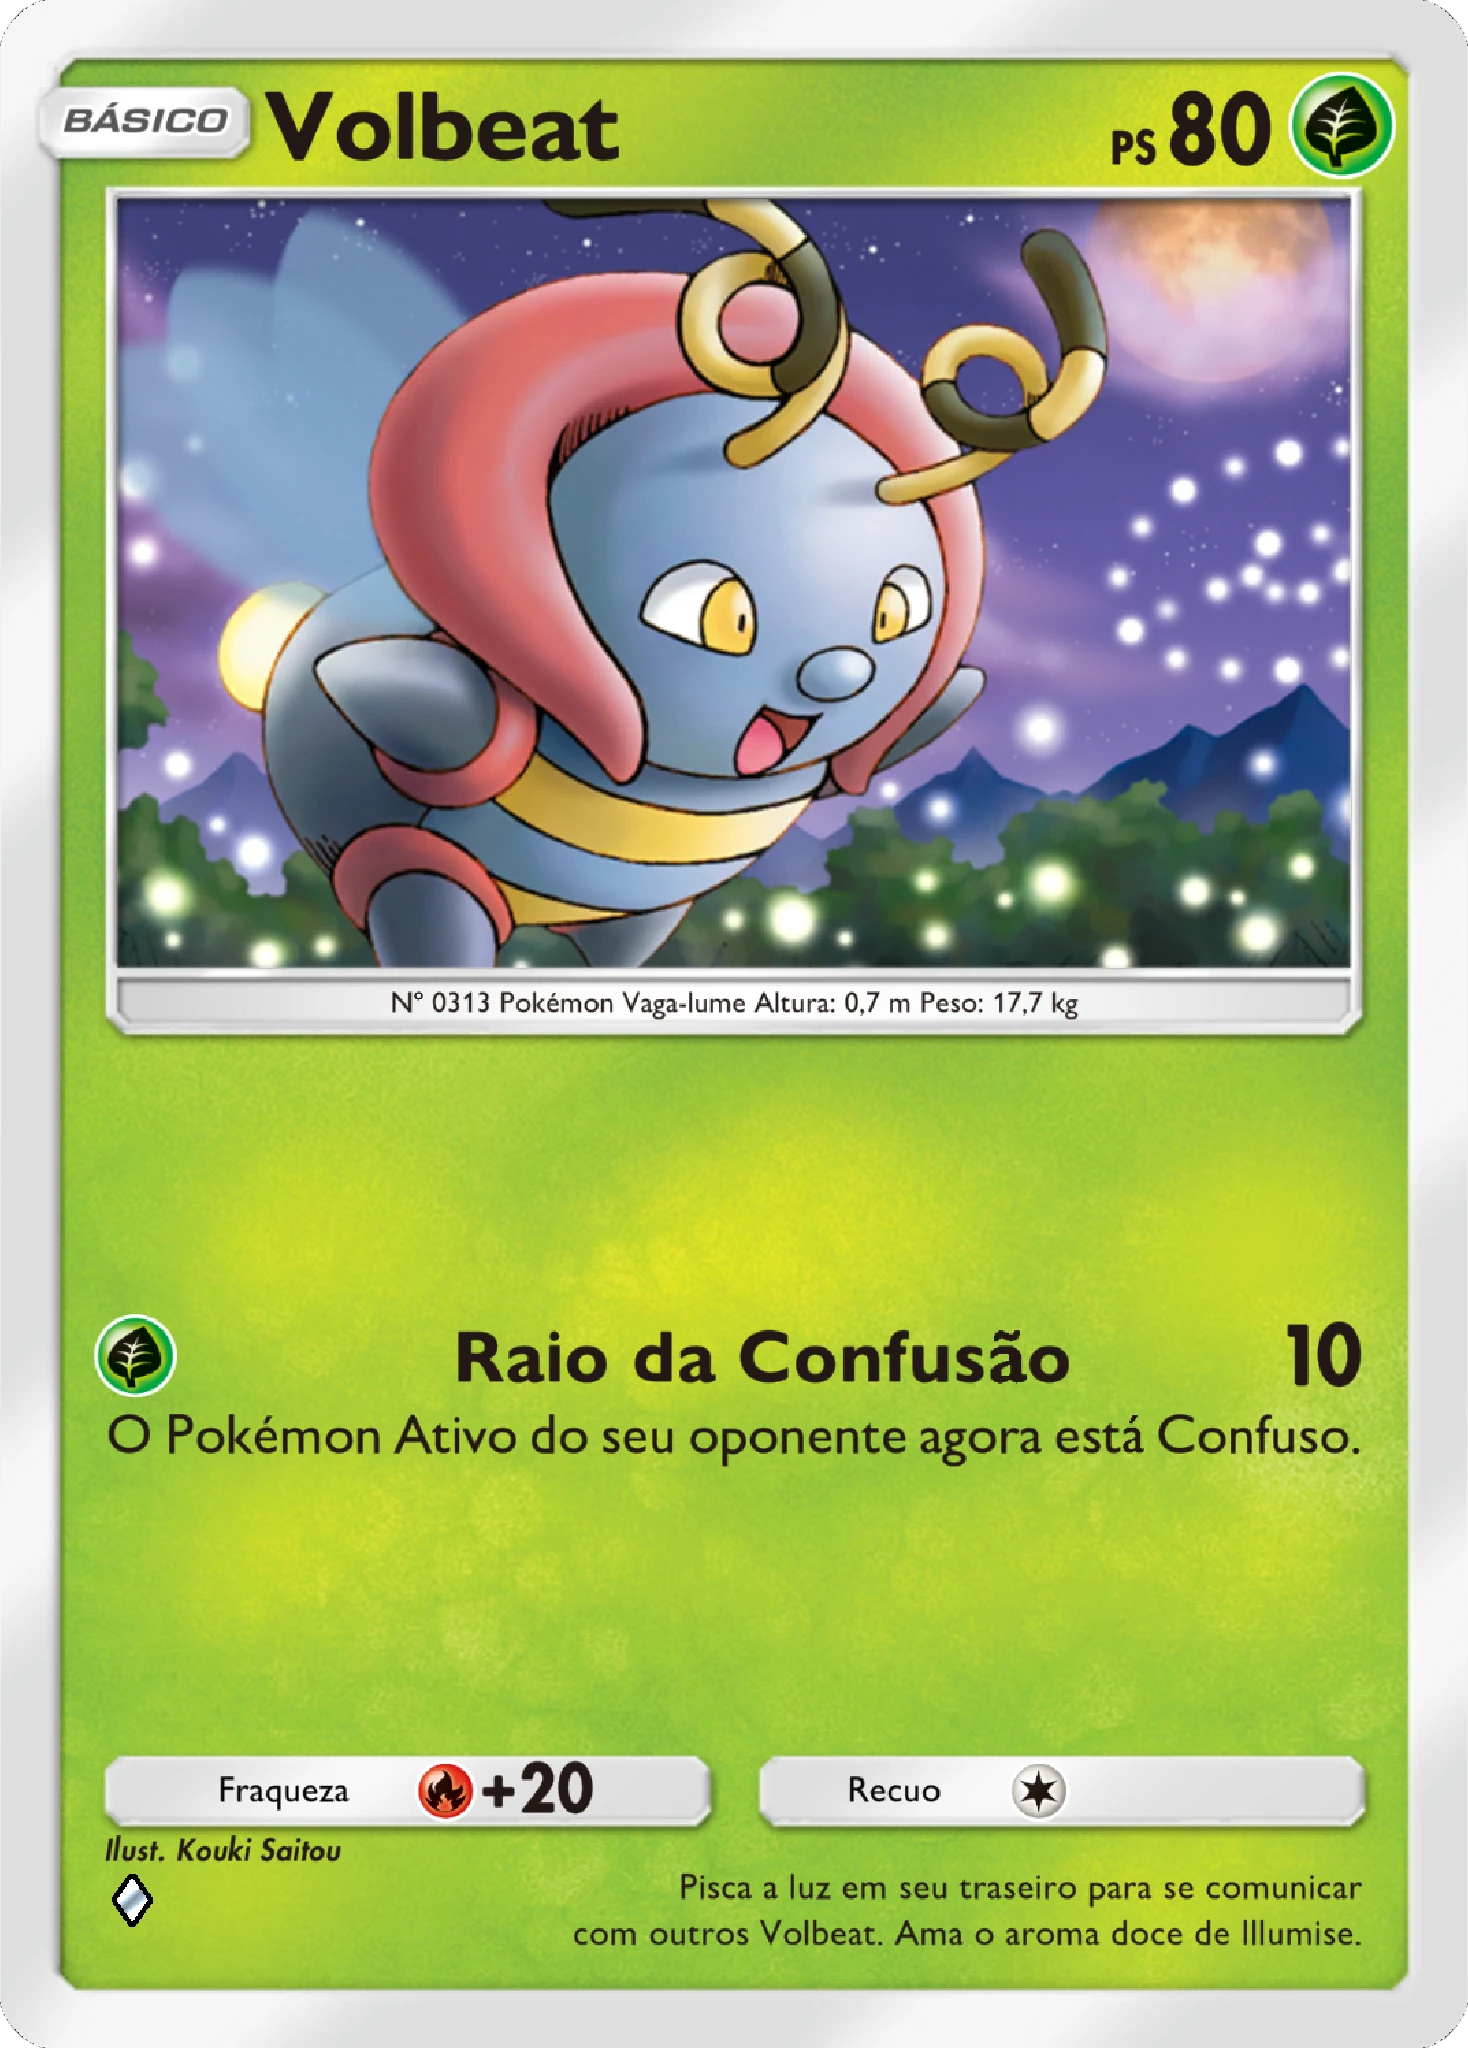 BÁSICO Volbeat PS 80
Nº 0313 Pokémon Vaga-lume Altura: 0,7 m Peso: 17,7 kg
Raio da Confusão 10
O Pokémon Ativo do seu oponente agora está Confuso.
Fraqueza +20 Recuo
Ilust. Kouki Saitou
Pisca a luz em seu traseiro para se comunicar
com outros Volbeat. Ama o aroma doce de Illumise.